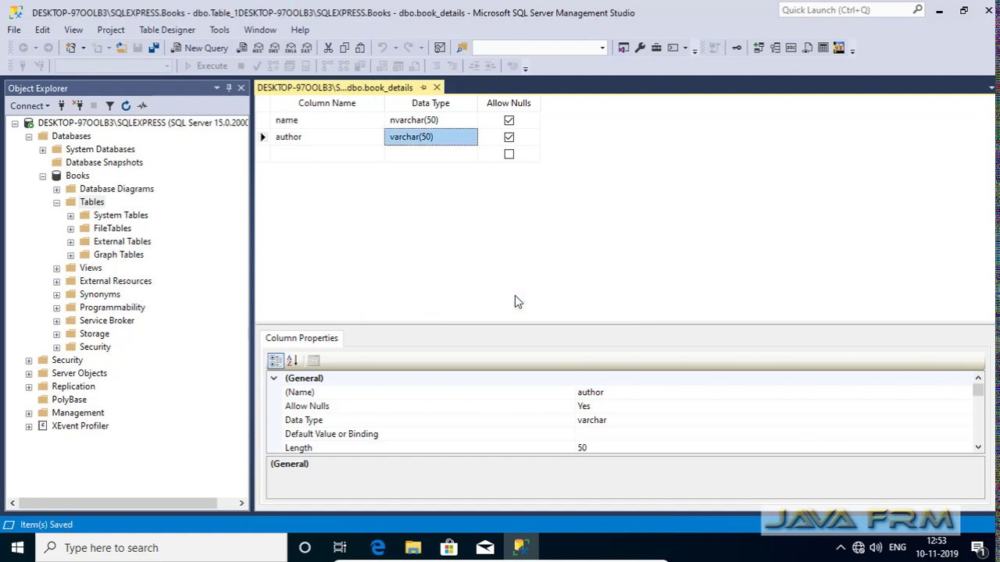 DESKTOP-97OOLB3\SQLEXPRESS.Books - dbo.Table_1DESKTOP-97OOLB3\SQLEXPRESS.Books - dbo.book_details - Microsoft SQL Server Management Studio
Quick Launch (Ctrl+Q)
File Edit View Project Table Designer Tools Window Help
New Query
Execute
Object Explorer
DESKTOP-97OOLB3\S...dbo.book_details
Connect
Column Name Data Type Allow Nulls
name nvarchar(50)
author varchar(50)
DESKTOP-97OOLB3\SQLEXPRESS (SQL Server 15.0.2000
Databases
System Databases
Database Snapshots
Books
Database Diagrams
Tables
System Tables
FileTables
External Tables
Graph Tables
Views
External Resources
Synonyms
Programmability
Service Broker
Storage
Security
Security
Server Objects
Replication
PolyBase
Management
XEvent Profiler
Column Properties
(General)
(Name) author
Allow Nulls Yes
Data Type varchar
Default Value or Binding
Length 50
(General)
Item(s) Saved
JAVA FRM
Type here to search
ENG
12:53
10-11-2019
1